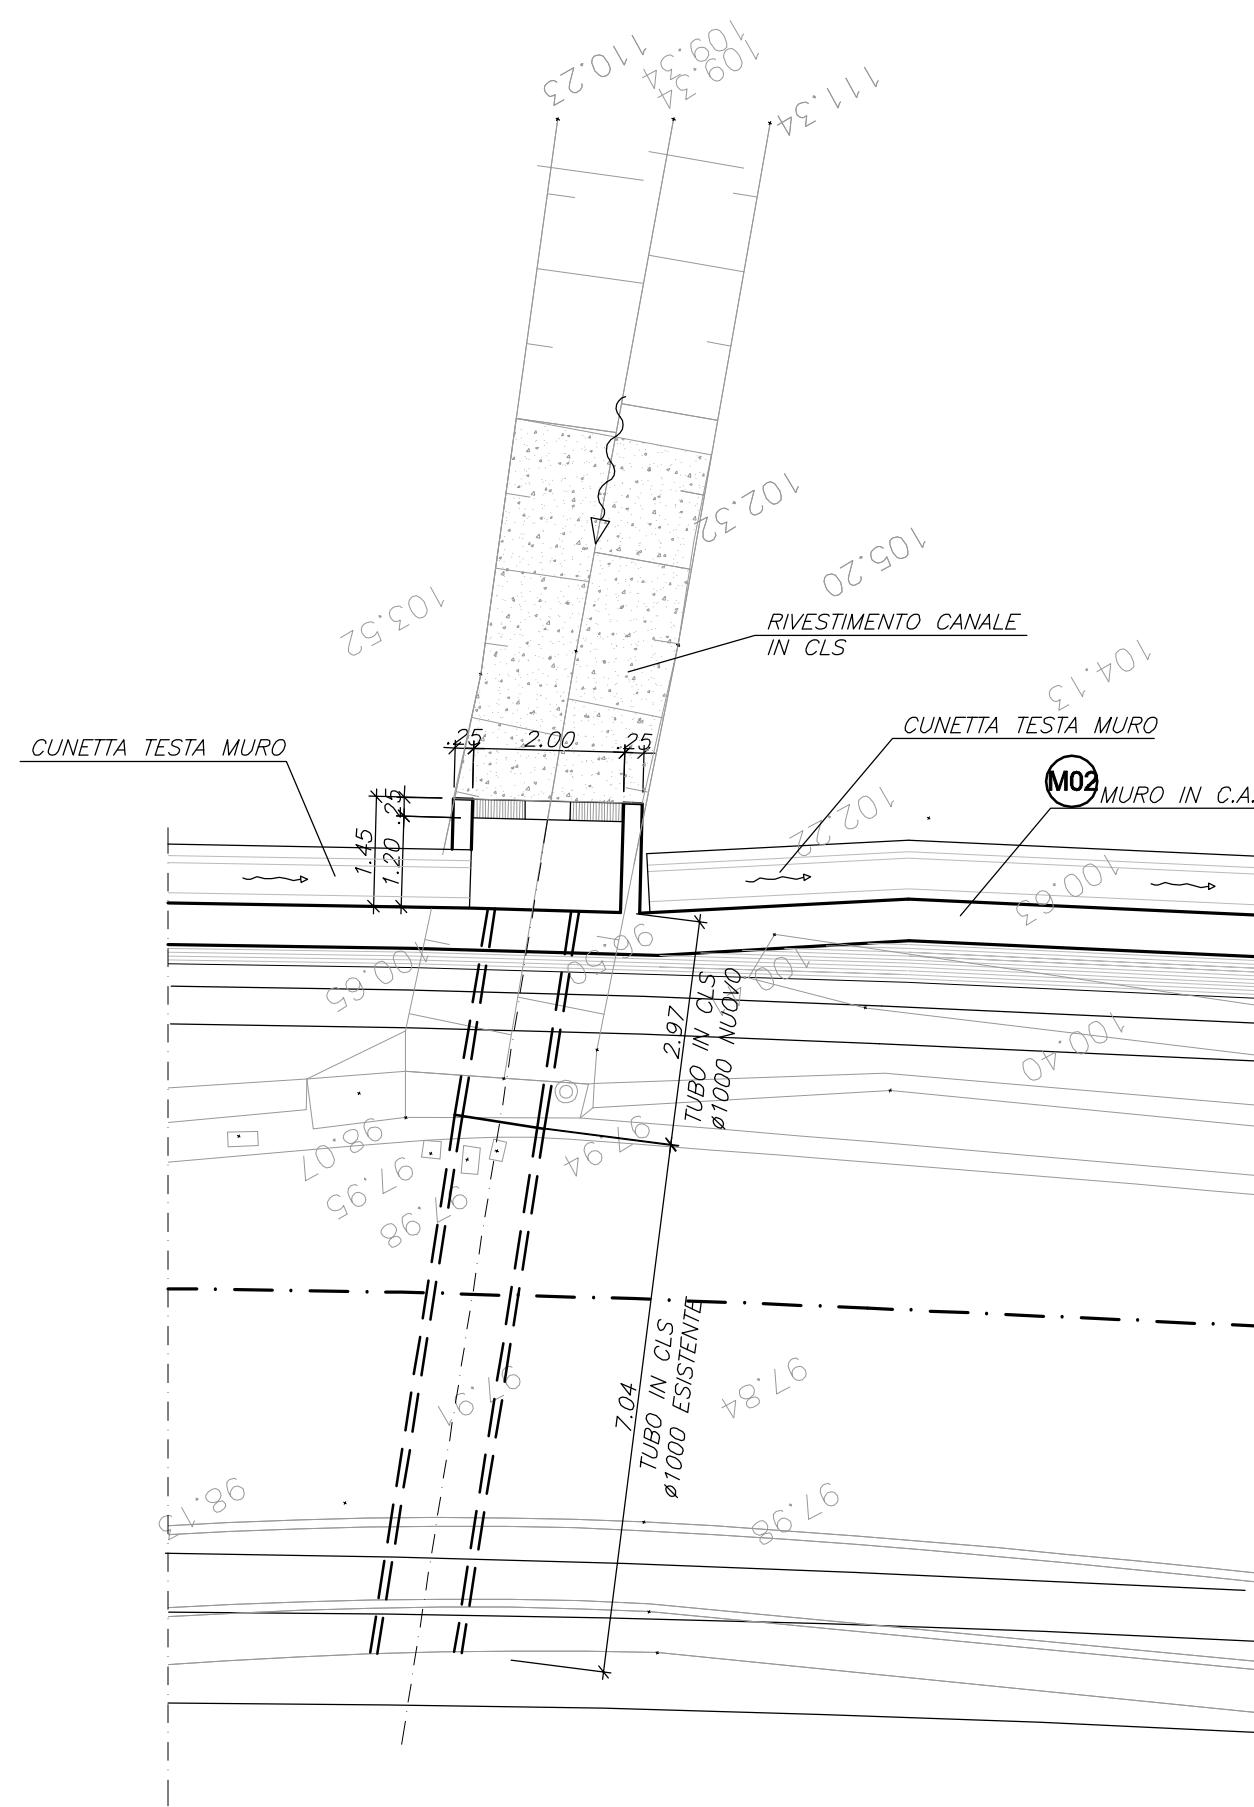 110.23
109.34
109.34
111.34
102.32
105.20
103.52
RIVESTIMENTO CANALE
IN CLS
104.13
CUNETTA TESTA MURO
CUNETTA TESTA MURO
M02
MURO IN C.A.
.25
2.00
.25
.25
1.45
1.20
102.22
100.63
100.65
96.50
100.40
2.97
TUBO IN CLS
ø1000 NUOVO
98.07
97.95
97.98
97.94
7.04
TUBO IN CLS
ø1000 ESISTENTE
97.91
97.84
97.98